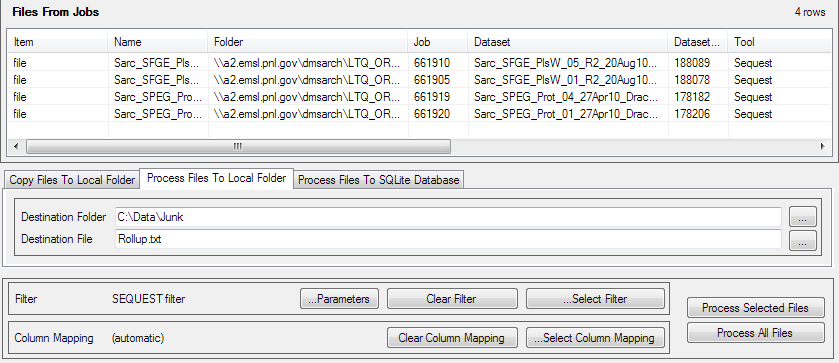 Files From Jobs 4 rows
Item Name Folder Job Dataset Dataset... Tool
file Sarc_SFGE_Pls... \\a2.emsl.pnl.gov\dmsarch\LTQ_OR... 661910 Sarc_SFGE_PlsW_05_R2_20Aug10... 188089 Sequest
file Sarc_SFGE_Pls... \\a2.emsl.pnl.gov\dmsarch\LTQ_OR... 661905 Sarc_SFGE_PlsW_01_R2_20Aug10... 188078 Sequest
file Sarc_SPEG_Pro... \\a2.emsl.pnl.gov\dmsarch\LTQ_OR... 661919 Sarc_SPEG_Prot_04_27Apr10_Drac... 178182 Sequest
file Sarc_SPEG_Pro... \\a2.emsl.pnl.gov\dmsarch\LTQ_OR... 661920 Sarc_SPEG_Prot_01_27Apr10_Drac... 178206 Sequest
Copy Files To Local Folder Process Files To Local Folder Process Files To SQLite Database
Destination Folder C:\Data\Junk ...
Destination File Rollup.txt ...
Filter SEQUEST filter ...Parameters Clear Filter ...Select Filter
Process Selected Files
Column Mapping (automatic) Clear Column Mapping ...Select Column Mapping
Process All Files